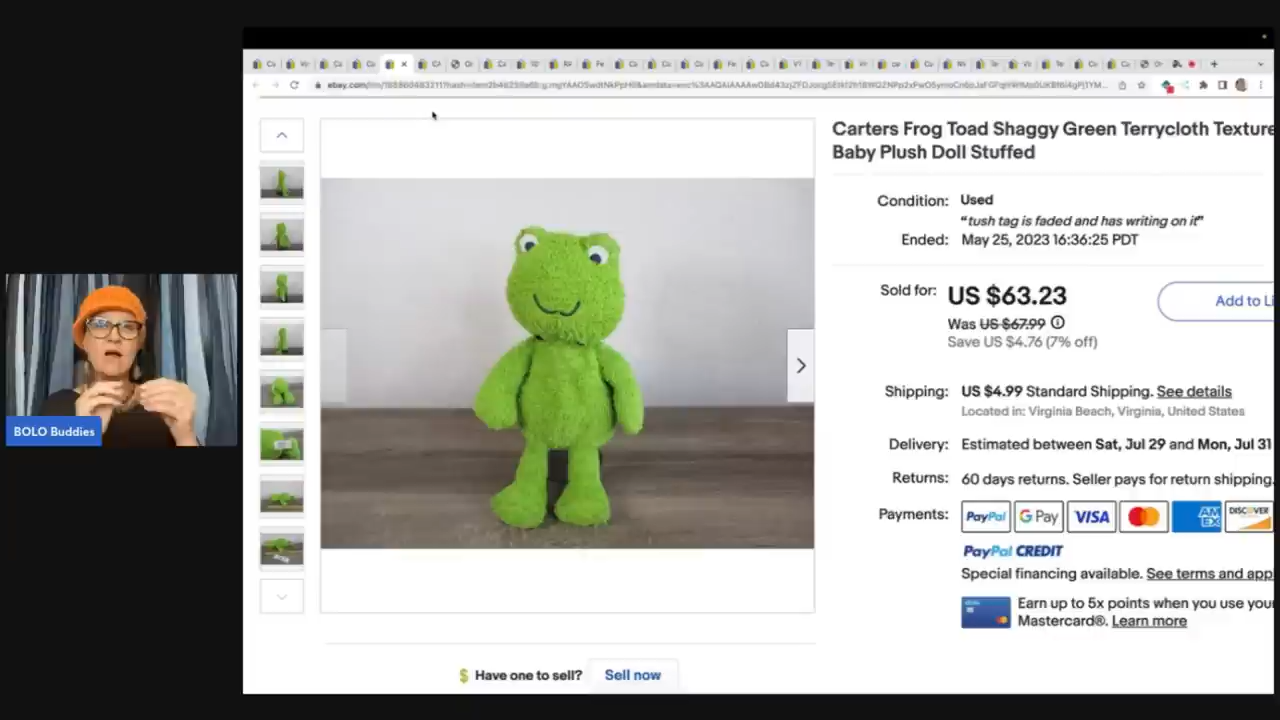 Carters Frog Toad Shaggy Green Terrycloth Texture
Baby Plush Doll Stuffed
Condition: Used
“tush tag is faded and has writing on it”
Ended: May 25, 2023 16:36:25 PDT
Sold for: US $63.23
Add to Li
Was US $67.99
Save US $4.76 (7% off)
Shipping: US $4.99 Standard Shipping. See details
Located in: Virginia Beach, Virginia, United States
Delivery: Estimated between Sat, Jul 29 and Mon, Jul 31
Returns: 60 days returns. Seller pays for return shipping.
Payments: PayPal G Pay VISA AM EX DISCOVER
PayPal CREDIT
Special financing available. See terms and app
Earn up to 5x points when you use your
Mastercard®. Learn more
$ Have one to sell? Sell now
BOLO Buddies